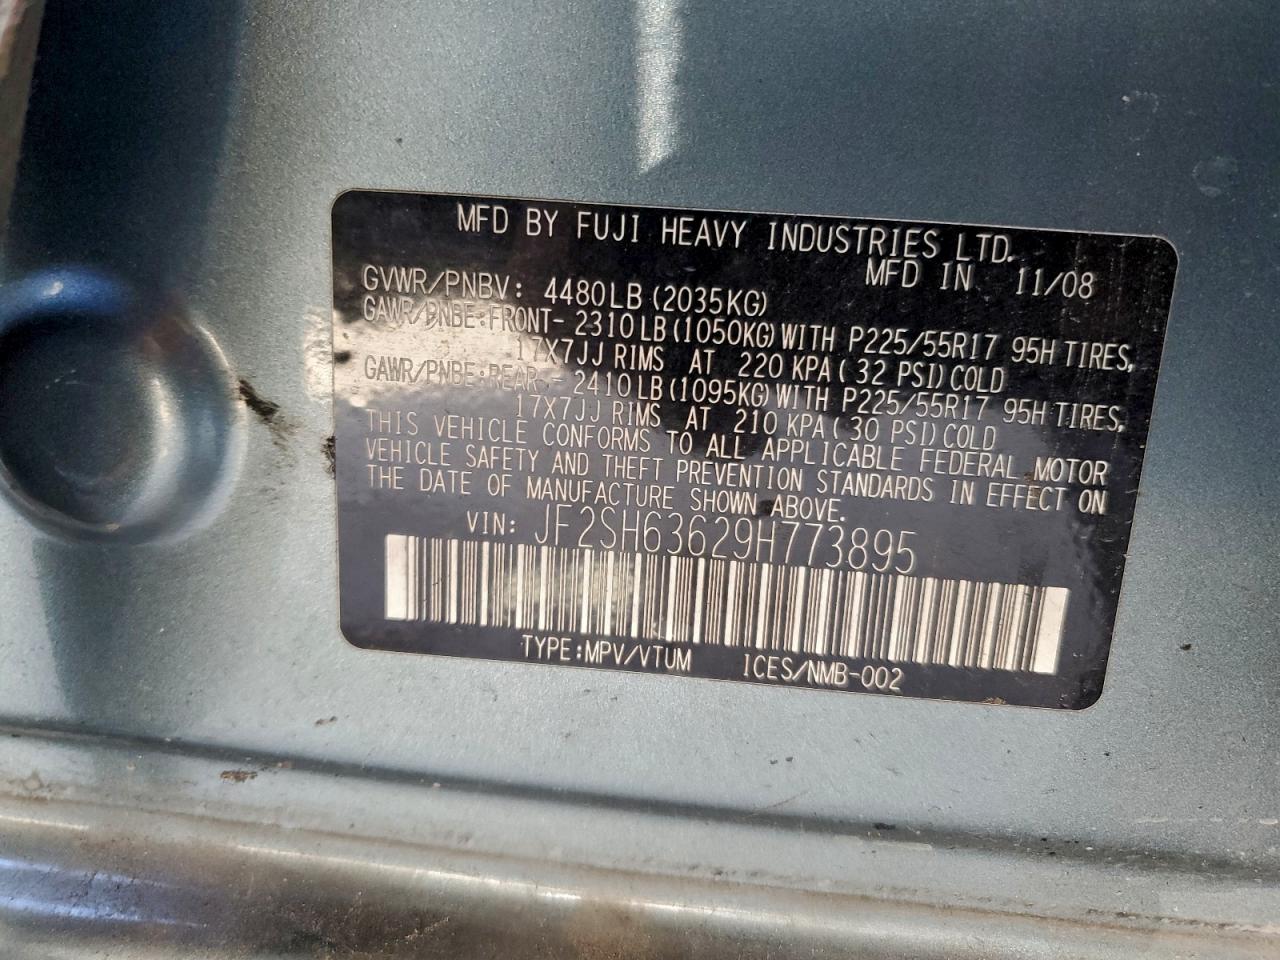 MFD BY FUJI HEAVY INDUSTRIES LTD.
MFD IN 11/08
GVWR/PNBV: 4480LB(2035KG)
GAWR/PNBE:FRONT- 2310LB(1050KG)WITH P225/55R17 95H TIRES,
17X7JJ RIMS AT 220 KPA(32 PSI)COLD
GAWR/PNBE:REAR - 2410LB(1095KG)WITH P225/55R17 95H TIRES,
17X7JJ RIMS AT 210 KPA(30 PSI)COLD
THIS VEHICLE CONFORMS TO ALL APPLICABLE FEDERAL MOTOR
VEHICLE SAFETY AND THEFT PREVENTION STANDARDS IN EFFECT ON
THE DATE OF MANUFACTURE SHOWN ABOVE.
VIN: JF2SH63629H773895
TYPE:MPV/VTUM ICES/NMB-002